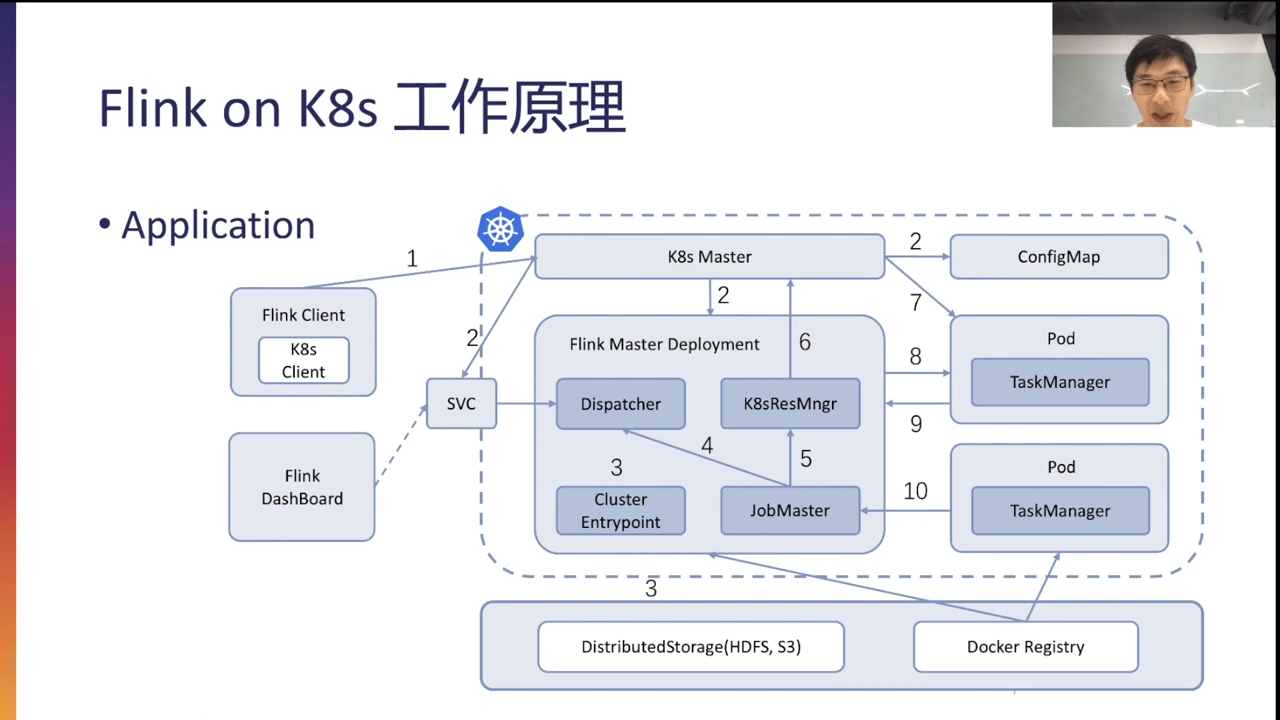 Flink on K8s 工作原理
• Application
1
2
K8s Master
ConfigMap
2
7
Flink Client
K8s
Client
2
Flink Master Deployment
6
Pod
8
TaskManager
SVC
Dispatcher
K8sResMngr
9
4
5
3
Flink
DashBoard
Cluster
Entrypoint
JobMaster
10
Pod
TaskManager
3
DistributedStorage(HDFS, S3)
Docker Registry